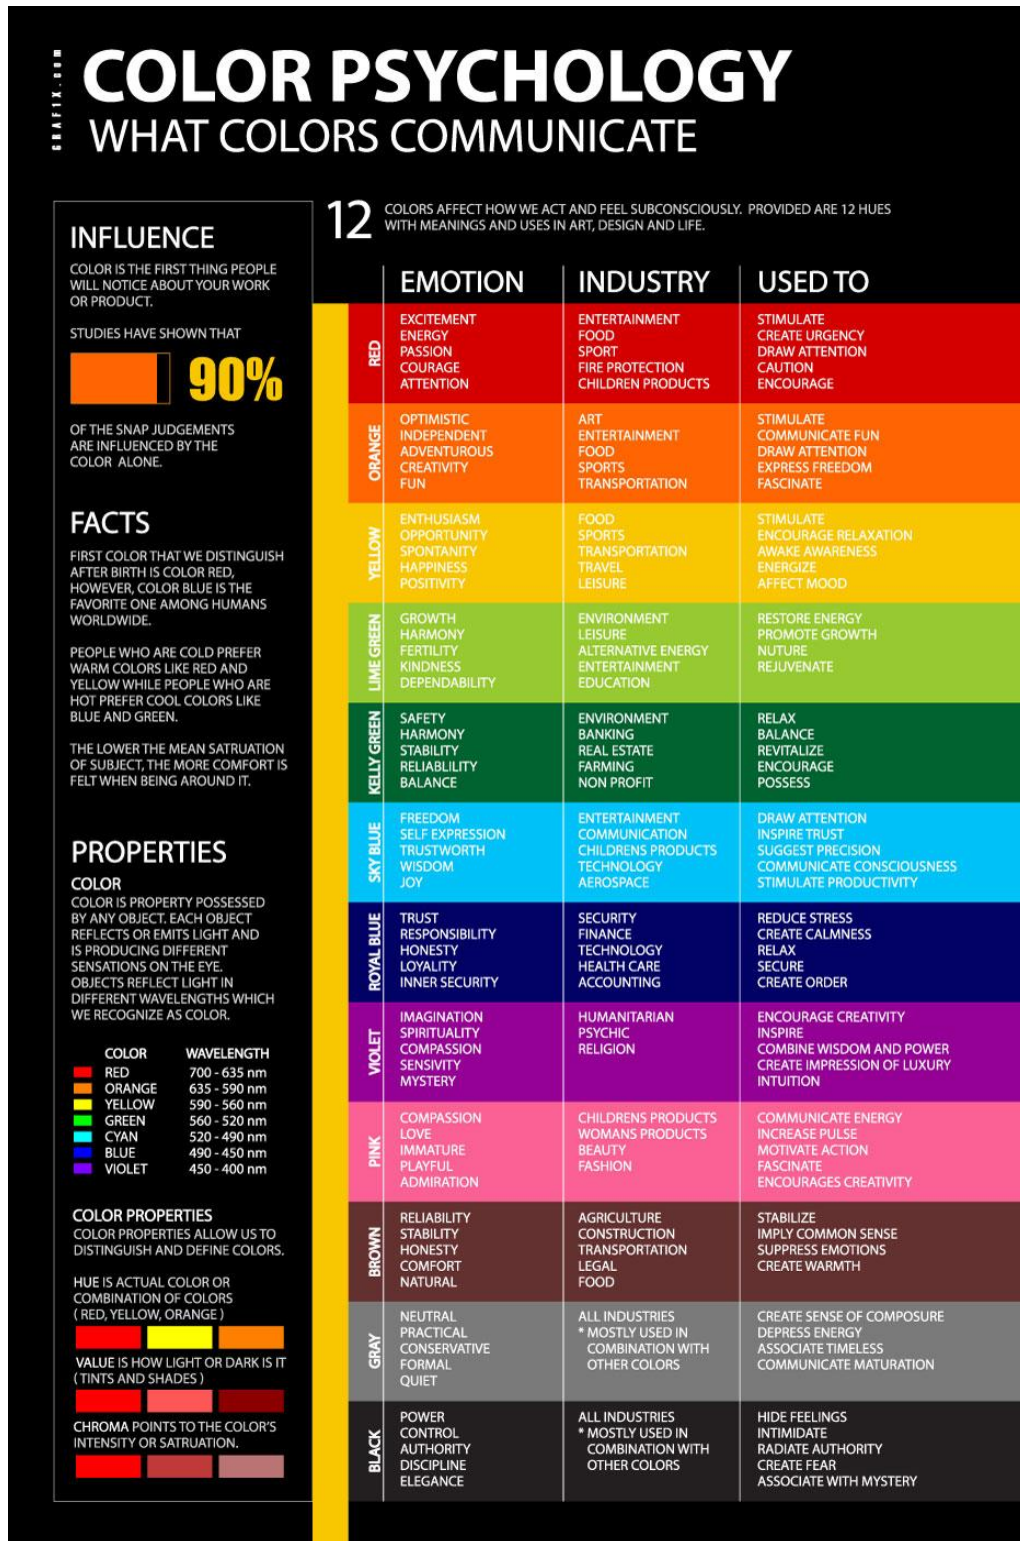 GRAFIX.com
COLOR PSYCHOLOGY
WHAT COLORS COMMUNICATE
INFLUENCE
COLOR IS THE FIRST THING PEOPLE
WILL NOTICE ABOUT YOUR WORK
OR PRODUCT.
STUDIES HAVE SHOWN THAT
90%
OF THE SNAP JUDGEMENTS
ARE INFLUENCED BY THE
COLOR ALONE.
FACTS
FIRST COLOR THAT WE DISTINGUISH
AFTER BIRTH IS COLOR RED,
HOWEVER, COLOR BLUE IS THE
FAVORITE ONE AMONG HUMANS
WORLDWIDE.
PEOPLE WHO ARE COLD PREFER
WARM COLORS LIKE RED AND
YELLOW WHILE PEOPLE WHO ARE
HOT PREFER COOL COLORS LIKE
BLUE AND GREEN.
THE LOWER THE MEAN SATRUATION
OF SUBJECT, THE MORE COMFORT IS
FELT WHEN BEING AROUND IT.
PROPERTIES
COLOR
COLOR IS PROPERTY POSSESSED
BY ANY OBJECT. EACH OBJECT
REFLECTS OR EMITS LIGHT AND
IS PRODUCING DIFFERENT
SENSATIONS ON THE EYE.
OBJECTS REFLECT LIGHT IN
DIFFERENT WAVELENGTHS WHICH
WE RECOGNIZE AS COLOR.
COLOR WAVELENGTH
RED 700 - 635 nm
ORANGE 635 - 590 nm
YELLOW 590 - 560 nm
GREEN 560 - 520 nm
CYAN 520 - 490 nm
BLUE 490 - 450 nm
VIOLET 450 - 400 nm
COLOR PROPERTIES
COLOR PROPERTIES ALLOW US TO
DISTINGUISH AND DEFINE COLORS.
HUE IS ACTUAL COLOR OR
COMBINATION OF COLORS
( RED, YELLOW, ORANGE )
VALUE IS HOW LIGHT OR DARK IS IT
( TINTS AND SHADES )
CHROMA POINTS TO THE COLOR'S
INTENSITY OR SATRUATION.
12
COLORS AFFECT HOW WE ACT AND FEEL SUBCONSCIOUSLY. PROVIDED ARE 12 HUES
WITH MEANINGS AND USES IN ART, DESIGN AND LIFE.
EMOTION INDUSTRY USED TO
RED
EXCITEMENT ENTERTAINMENT STIMULATE
ENERGY FOOD CREATE URGENCY
PASSION SPORT DRAW ATTENTION
COURAGE FIRE PROTECTION CAUTION
ATTENTION CHILDREN PRODUCTS ENCOURAGE
ORANGE
OPTIMISTIC ART STIMULATE
INDEPENDENT ENTERTAINMENT COMMUNICATE FUN
ADVENTUROUS FOOD DRAW ATTENTION
CREATIVITY SPORTS EXPRESS FREEDOM
FUN TRANSPORTATION FASCINATE
YELLOW
ENTHUSIASM FOOD STIMULATE
OPPORTUNITY SPORTS ENCOURAGE RELAXATION
SPONTANITY TRANSPORTATION AWAKE AWARENESS
HAPPINESS TRAVEL ENERGIZE
POSITIVITY LEISURE AFFECT MOOD
LIME GREEN
GROWTH ENVIRONMENT RESTORE ENERGY
HARMONY LEISURE PROMOTE GROWTH
FERTILITY ALTERNATIVE ENERGY NUTURE
KINDNESS ENTERTAINMENT REJUVENATE
DEPENDABILITY EDUCATION
KELLY GREEN
SAFETY ENVIRONMENT RELAX
HARMONY BANKING BALANCE
STABILITY REAL ESTATE REVITALIZE
RELIABLILITY FARMING ENCOURAGE
BALANCE NON PROFIT POSSESS
SKY BLUE
FREEDOM ENTERTAINMENT DRAW ATTENTION
SELF EXPRESSION COMMUNICATION INSPIRE TRUST
TRUSTWORTH CHILDRENS PRODUCTS SUGGEST PRECISION
WISDOM TECHNOLOGY COMMUNICATE CONSCIOUSNESS
JOY AEROSPACE STIMULATE PRODUCTIVITY
ROYAL BLUE
TRUST SECURITY REDUCE STRESS
RESPONSIBILITY FINANCE CREATE CALMNESS
HONESTY TECHNOLOGY RELAX
LOYALITY HEALTH CARE SECURE
INNER SECURITY ACCOUNTING CREATE ORDER
VIOLET
IMAGINATION HUMANITARIAN ENCOURAGE CREATIVITY
SPIRITUALITY PSYCHIC INSPIRE
COMPASSION RELIGION COMBINE WISDOM AND POWER
SENSIVITY CREATE IMPRESSION OF LUXURY
MYSTERY INTUITION
PINK
COMPASSION CHILDRENS PRODUCTS COMMUNICATE ENERGY
LOVE WOMANS PRODUCTS INCREASE PULSE
IMMATURE BEAUTY MOTIVATE ACTION
PLAYFUL FASHION FASCINATE
ADMIRATION ENCOURAGES CREATIVITY
BROWN
RELIABILITY AGRICULTURE STABILIZE
STABILITY CONSTRUCTION IMPLY COMMON SENSE
HONESTY TRANSPORTATION SUPPRESS EMOTIONS
COMFORT LEGAL CREATE WARMTH
NATURAL FOOD
GRAY
NEUTRAL ALL INDUSTRIES CREATE SENSE OF COMPOSURE
PRACTICAL * MOSTLY USED IN DEPRESS ENERGY
CONSERVATIVE COMBINATION WITH ASSOCIATE TIMELESS
FORMAL OTHER COLORS COMMUNICATE MATURATION
QUIET
BLACK
POWER ALL INDUSTRIES HIDE FEELINGS
CONTROL * MOSTLY USED IN INTIMIDATE
AUTHORITY COMBINATION WITH RADIATE AUTHORITY
DISCIPLINE OTHER COLORS CREATE FEAR
ELEGANCE ASSOCIATE WITH MYSTERY